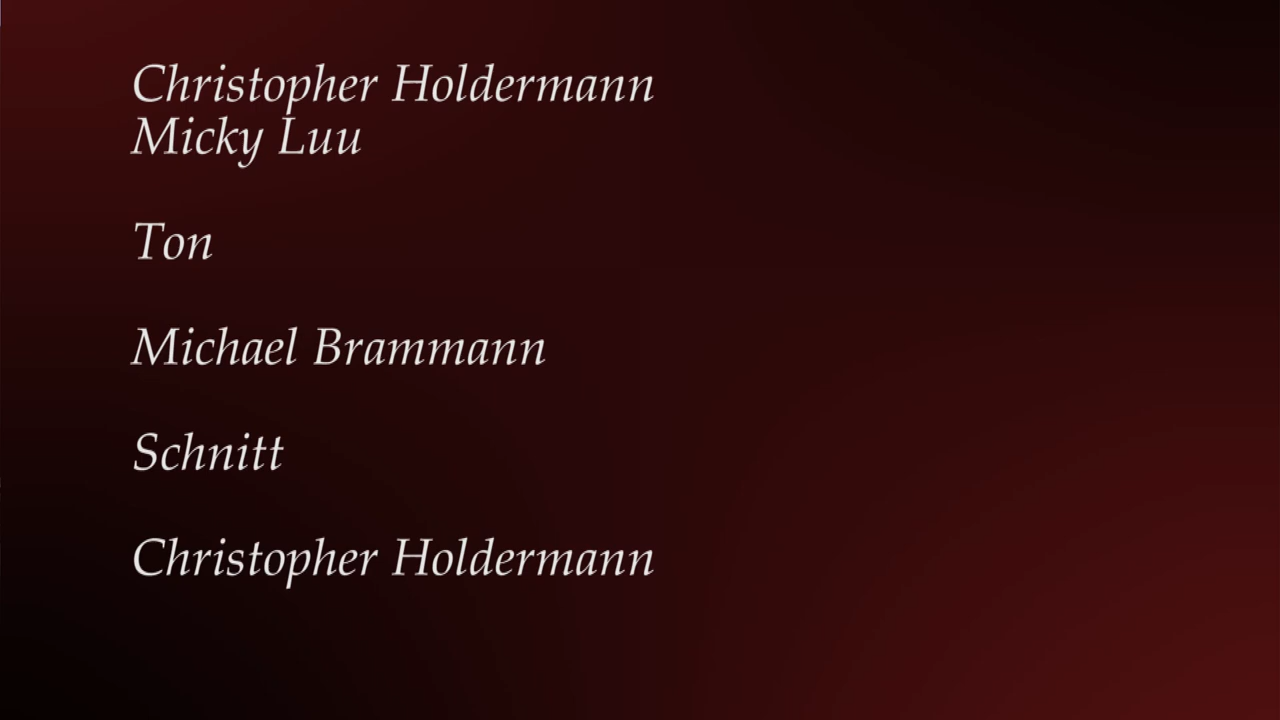 Christopher Holdermann
Micky Luu
Ton
Michael Brammann
Schnitt
Christopher Holdermann